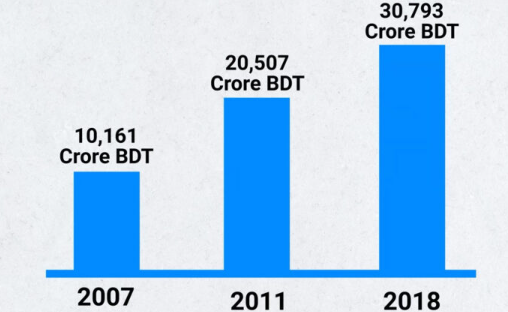 30,793
Crore BDT
20,507
Crore BDT
10,161
Crore BDT
2007
2011
2018